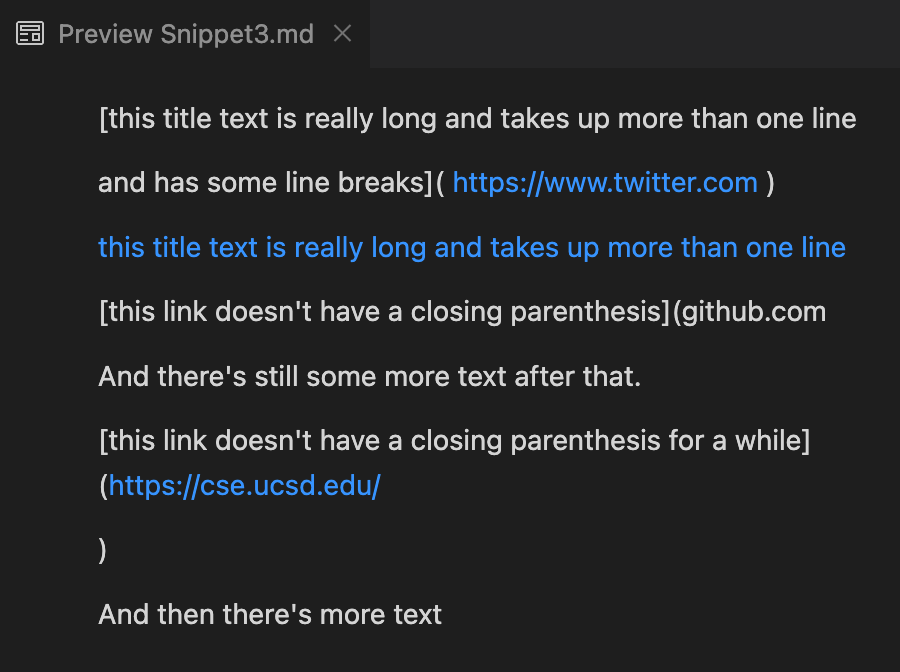 Preview Snippet3.md
[this title text is really long and takes up more than one line
and has some line breaks]( https://www.twitter.com )
this title text is really long and takes up more than one line
[this link doesn't have a closing parenthesis](github.com
And there's still some more text after that.
[this link doesn't have a closing parenthesis for a while]
(https://cse.ucsd.edu/
)
And then there's more text